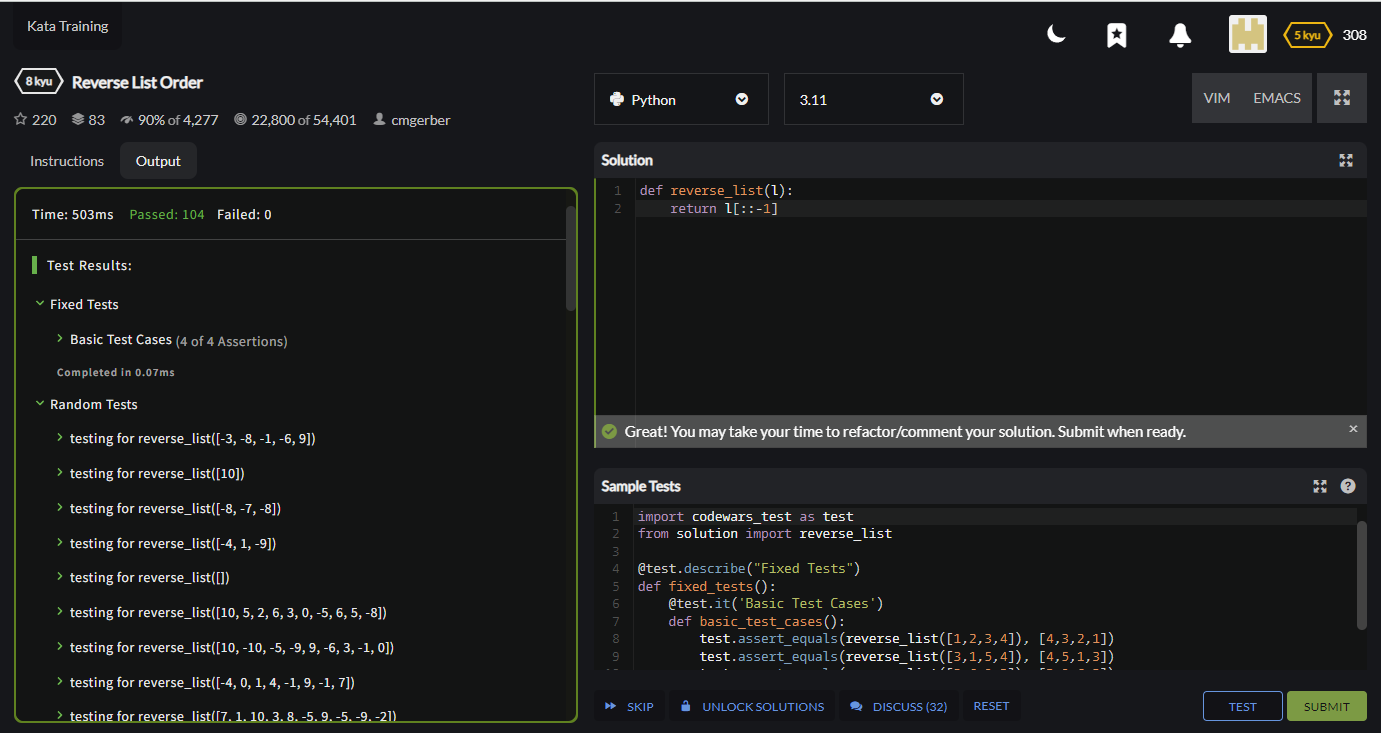 Kata Training
5 kyu 308
8 kyu Reverse List Order
220 83 90% of 4,277 22,800 of 54,401 cmgerber
Python 3.11 VIM EMACS
Instructions Output
Time: 503ms Passed: 104 Failed: 0
Test Results:
Fixed Tests
Basic Test Cases (4 of 4 Assertions)
Completed in 0.07ms
Random Tests
testing for reverse_list([-3, -8, -1, -6, 9])
testing for reverse_list([10])
testing for reverse_list([-8, -7, -8])
testing for reverse_list([-4, 1, -9])
testing for reverse_list([])
testing for reverse_list([10, 5, 2, 6, 3, 0, -5, 6, 5, -8])
testing for reverse_list([10, -10, -5, -9, 9, -6, 3, -1, 0])
testing for reverse_list([-4, 0, 1, 4, -1, 9, -1, 7])
testing for reverse_list([7, 1, 10, 3, 8, -5, 9, -5, -9, -2])
Solution
1 def reverse_list(l):
2 return l[::-1]
Great! You may take your time to refactor/comment your solution. Submit when ready. ×
Sample Tests ?
1 import codewars_test as test
2 from solution import reverse_list
3
4 @test.describe("Fixed Tests")
5 def fixed_tests():
6 @test.it('Basic Test Cases')
7 def basic_test_cases():
8 test.assert_equals(reverse_list([1,2,3,4]), [4,3,2,1])
9 test.assert_equals(reverse_list([3,1,5,4]), [4,5,1,3])
SKIP UNLOCK SOLUTIONS DISCUSS (32) RESET TEST SUBMIT